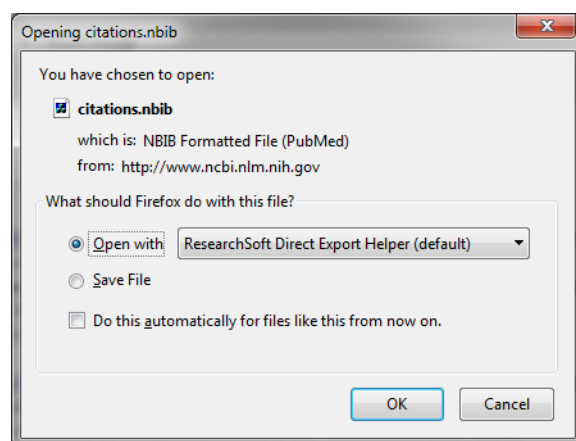 Opening citations.nbib
You have chosen to open:
citations.nbib
which is: NBIB Formatted File (PubMed)
from: http://www.ncbi.nlm.nih.gov
What should Firefox do with this file?
Open with ResearchSoft Direct Export Helper (default)
Save File
Do this automatically for files like this from now on.
OK Cancel